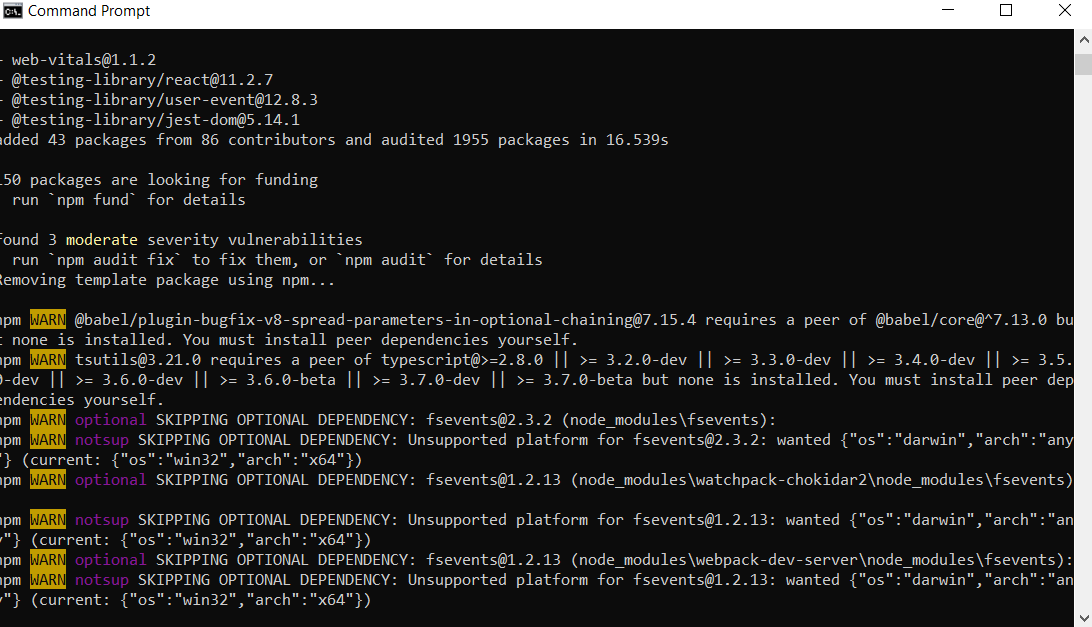 Command Prompt
- web-vitals@1.1.2
- @testing-library/react@11.2.7
- @testing-library/user-event@12.8.3
- @testing-library/jest-dom@5.14.1
added 43 packages from 86 contributors and audited 1955 packages in 16.539s
150 packages are looking for funding
run `npm fund` for details
found 3 moderate severity vulnerabilities
run `npm audit fix` to fix them, or `npm audit` for details
Removing template package using npm...
npm WARN @babel/plugin-bugfix-v8-spread-parameters-in-optional-chaining@7.15.4 requires a peer of @babel/core@^7.13.0 bu
t none is installed. You must install peer dependencies yourself.
npm WARN tsutils@3.21.0 requires a peer of typescript@>=2.8.0 || >= 3.2.0-dev || >= 3.3.0-dev || >= 3.4.0-dev || >= 3.5.
0-dev || >= 3.6.0-dev || >= 3.6.0-beta || >= 3.7.0-dev || >= 3.7.0-beta but none is installed. You must install peer dep
endencies yourself.
npm WARN optional SKIPPING OPTIONAL DEPENDENCY: fsevents@2.3.2 (node_modules\fsevents):
npm WARN notsup SKIPPING OPTIONAL DEPENDENCY: Unsupported platform for fsevents@2.3.2: wanted {"os":"darwin","arch":"any
"} (current: {"os":"win32","arch":"x64"})
npm WARN optional SKIPPING OPTIONAL DEPENDENCY: fsevents@1.2.13 (node_modules\watchpack-chokidar2\node_modules\fsevents)
npm WARN notsup SKIPPING OPTIONAL DEPENDENCY: Unsupported platform for fsevents@1.2.13: wanted {"os":"darwin","arch":"an
y"} (current: {"os":"win32","arch":"x64"})
npm WARN optional SKIPPING OPTIONAL DEPENDENCY: fsevents@1.2.13 (node_modules\webpack-dev-server\node_modules\fsevents):
npm WARN notsup SKIPPING OPTIONAL DEPENDENCY: Unsupported platform for fsevents@1.2.13: wanted {"os":"darwin","arch":"an
y"} (current: {"os":"win32","arch":"x64"})